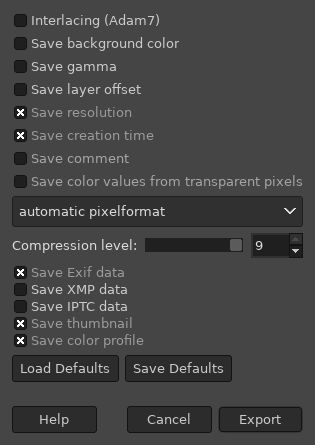 Interlacing (Adam7)
Save background color
Save gamma
Save layer offset
Save resolution
Save creation time
Save comment
Save color values from transparent pixels
automatic pixelformat
Compression level: 9
Save Exif data
Save XMP data
Save IPTC data
Save thumbnail
Save color profile
Load Defaults Save Defaults
Help Cancel Export